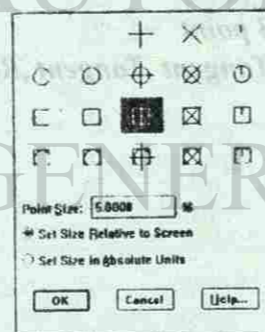 Point Size: 5.0000 %
Set Size Relative to Screen
Set Size in Absolute Units
OK Cancel Help...